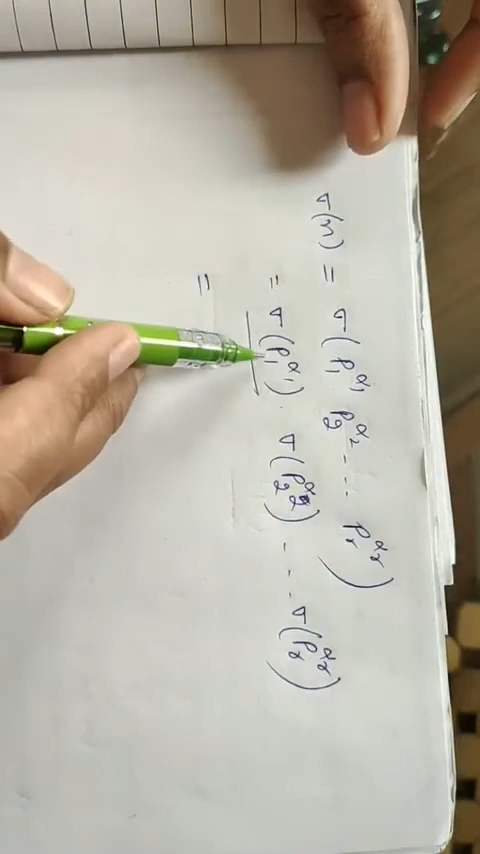 σ(n) = σ(p₁^α₁ p₂^α₂ ---- pᵣ^αᵣ)
= σ(p₁^α₁). σ(p₂^α₂) ---- σ(pᵣ^αᵣ)
=